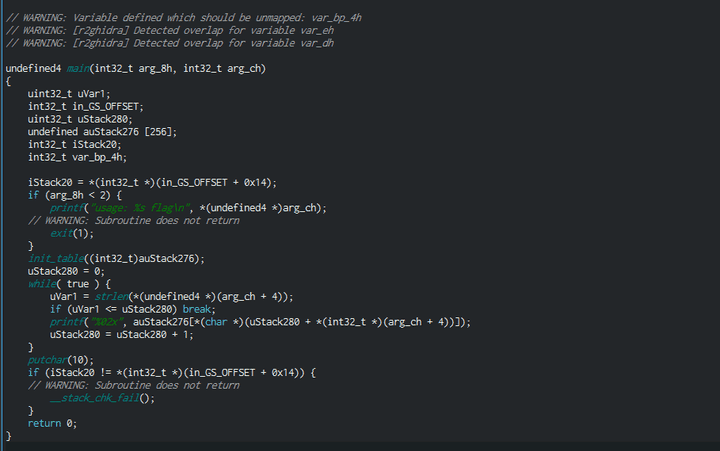 // WARNING: Variable defined which should be unmapped: var_bp_4h
// WARNING: [r2ghidra] Detected overlap for variable var_eh
// WARNING: [r2ghidra] Detected overlap for variable var_dh

undefined4 main(int32_t arg_8h, int32_t arg_ch)
{
    uint32_t uVar1;
    int32_t in_GS_OFFSET;
    uint32_t uStack280;
    undefined auStack276 [256];
    int32_t iStack20;
    int32_t var_bp_4h;

    iStack20 = *(int32_t *)(in_GS_OFFSET + 0x14);
    if (arg_8h < 2) {
        printf("usage: %s flag\n", *(undefined4 *)arg_ch);
    // WARNING: Subroutine does not return
        exit(1);
    }
    init_table((int32_t)auStack276);
    uStack280 = 0;
    while( true ) {
        uVar1 = strlen(*(undefined4 *)(arg_ch + 4));
        if (uVar1 <= uStack280) break;
        printf("%02x", auStack276[*(char *)(uStack280 + *(int32_t *)(arg_ch + 4))]);
        uStack280 = uStack280 + 1;
    }
    putchar(10);
    if (iStack20 != *(int32_t *)(in_GS_OFFSET + 0x14)) {
    // WARNING: Subroutine does not return
        __stack_chk_fail();
    }
    return 0;
}